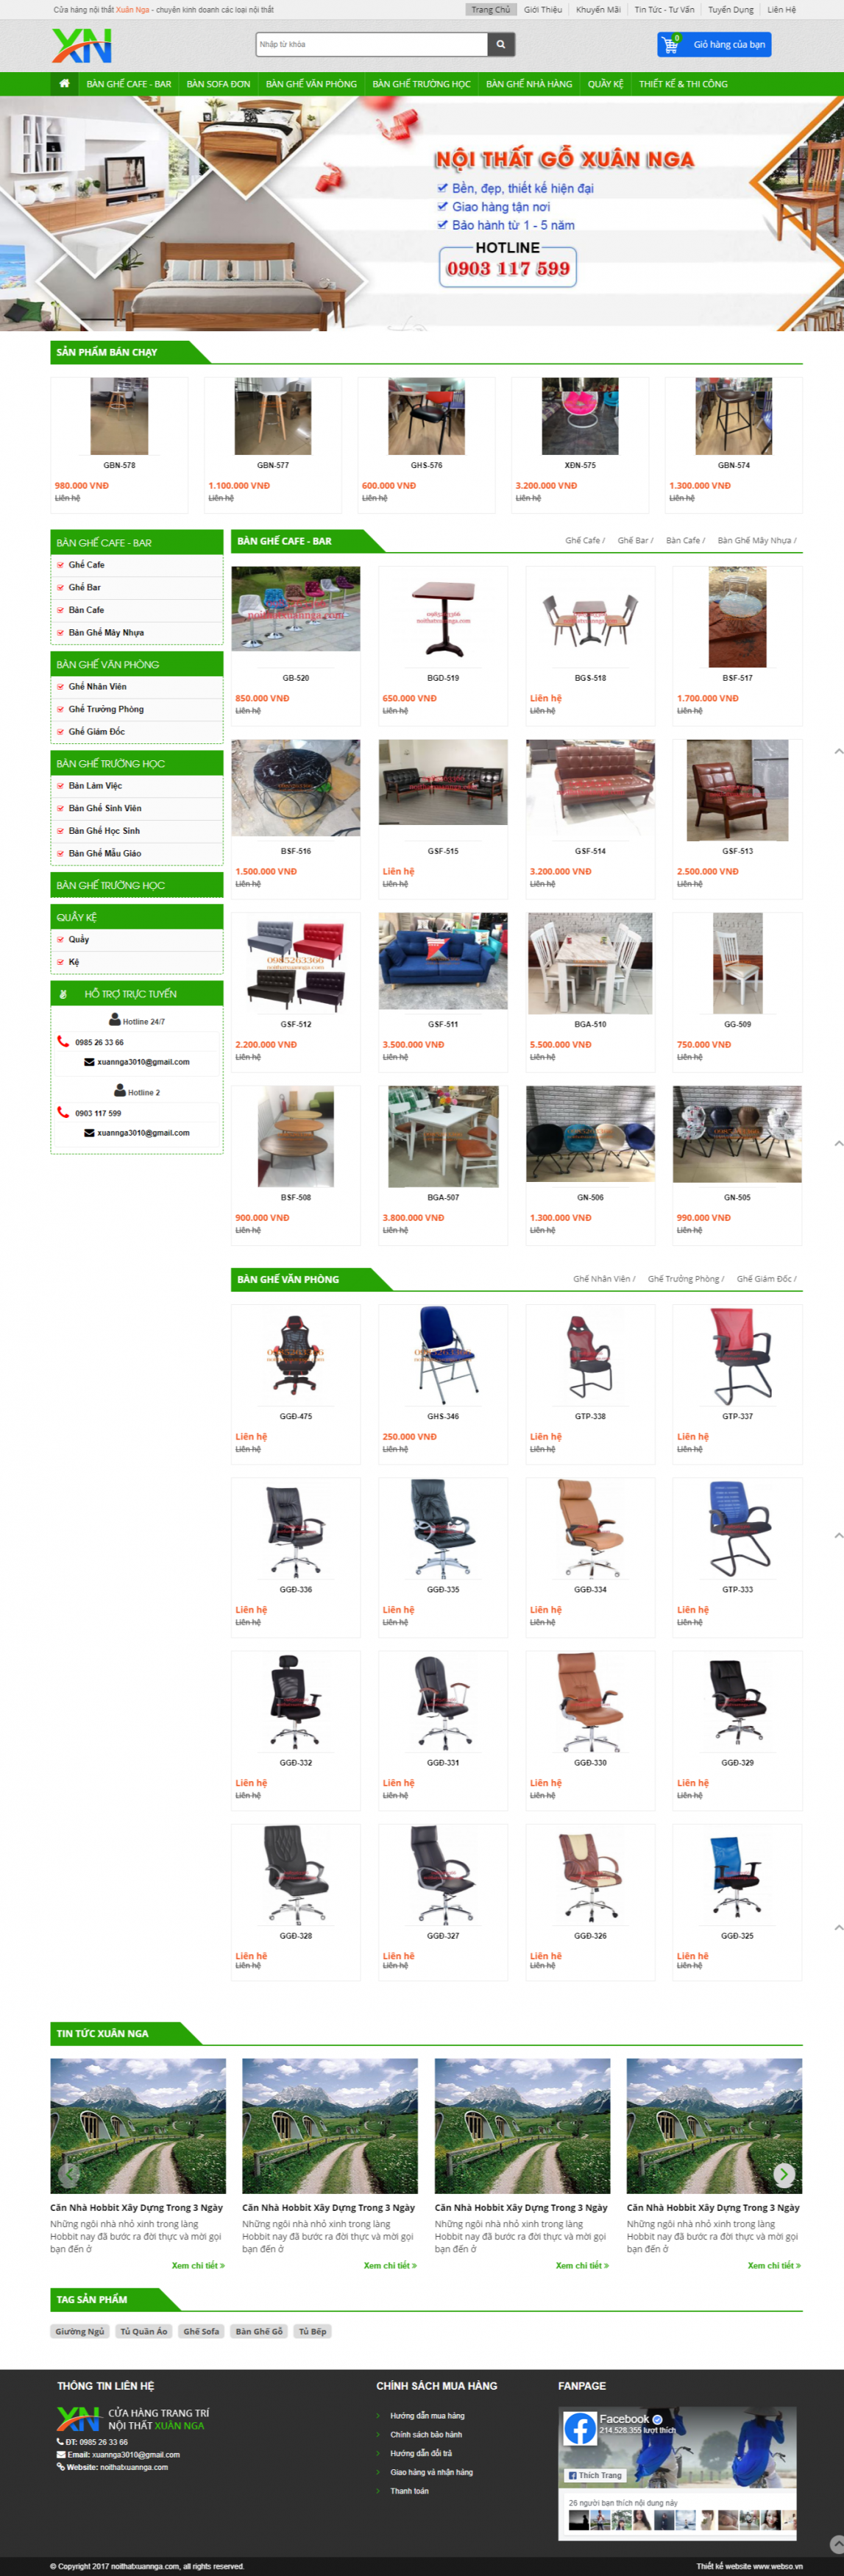 Cửa hàng nội thất Xuân Nga - chuyên kinh doanh các loại nội thất
Trang Chủ
Giới Thiệu
Khuyến Mãi
Tin Tức - Tư Vấn
Tuyển Dụng
Liên Hệ
XN
Nhập từ khóa
0
Giỏ hàng của bạn
BÀN GHẾ CAFE - BAR
BÀN SOFA ĐƠN
BÀN GHẾ VĂN PHÒNG
BÀN GHẾ TRƯỜNG HỌC
BÀN GHẾ NHÀ HÀNG
QUẦY KỆ
THIẾT KẾ & THI CÔNG
NỘI THẤT GỖ XUÂN NGA
Bền, đẹp, thiết kế hiện đại
Giao hàng tận nơi
Bảo hành từ 1 - 5 năm
HOTLINE
0903 117 599
SẢN PHẨM BÁN CHẠY
GBN-578
980.000 VNĐ
Liên hệ
GBN-577
1.100.000 VNĐ
Liên hệ
GHS-576
600.000 VNĐ
Liên hệ
XĐN-575
3.200.000 VNĐ
Liên hệ
GBN-574
1.300.000 VNĐ
Liên hệ
BÀN GHẾ CAFE - BAR
Ghế Cafe
Ghế Bar
Bàn Cafe
Bàn Ghế Mây Nhựa
BÀN GHẾ VĂN PHÒNG
Ghế Nhân Viên
Ghế Trưởng Phòng
Ghế Giám Đốc
BÀN GHẾ TRƯỜNG HỌC
Bàn Làm Việc
Bàn Ghế Sinh Viên
Bàn Ghế Học Sinh
Bàn Ghế Mẫu Giáo
BÀN GHẾ TRƯỜNG HỌC
QUẦY KỆ
Quầy
Kệ
HỖ TRỢ TRỰC TUYẾN
Hotline 24/7
0985 26 33 66
xuannga3010@gmail.com
Hotline 2
0903 117 599
xuannga3010@gmail.com
BÀN GHẾ CAFE - BAR
Ghế Cafe /
Ghế Bar /
Bàn Cafe /
Bàn Ghế Mây Nhựa /
GB-520
850.000 VNĐ
Liên hệ
BGD-519
650.000 VNĐ
Liên hệ
BGS-518
Liên hệ
Liên hệ
BSF-517
1.700.000 VNĐ
Liên hệ
BSF-516
1.500.000 VNĐ
Liên hệ
GSF-515
Liên hệ
Liên hệ
GSF-514
3.200.000 VNĐ
Liên hệ
GSF-513
2.500.000 VNĐ
Liên hệ
0985263366
noithatxuannga.com
GSF-512
2.200.000 VNĐ
Liên hệ
GSF-511
3.500.000 VNĐ
Liên hệ
BGA-510
5.500.000 VNĐ
Liên hệ
GG-509
750.000 VNĐ
Liên hệ
BSF-508
900.000 VNĐ
Liên hệ
BGA-507
3.800.000 VNĐ
Liên hệ
GN-506
1.300.000 VNĐ
Liên hệ
GN-505
990.000 VNĐ
Liên hệ
BÀN GHẾ VĂN PHÒNG
Ghế Nhân Viên /
Ghế Trưởng Phòng /
Ghế Giám Đốc /
GGĐ-475
Liên hệ
Liên hệ
GHS-346
250.000 VNĐ
Liên hệ
GTP-338
Liên hệ
Liên hệ
GTP-337
Liên hệ
Liên hệ
GGĐ-336
Liên hệ
Liên hệ
GGĐ-335
Liên hệ
Liên hệ
GGĐ-334
Liên hệ
Liên hệ
GTP-333
Liên hệ
Liên hệ
GGĐ-332
Liên hệ
Liên hệ
GGĐ-331
Liên hệ
Liên hệ
GGĐ-330
Liên hệ
Liên hệ
GGĐ-329
Liên hệ
Liên hệ
GGĐ-328
Liên hệ
Liên hệ
GGĐ-327
Liên hệ
Liên hệ
GGĐ-326
Liên hệ
Liên hệ
GGĐ-325
Liên hệ
Liên hệ
TIN TỨC XUÂN NGA
Căn Nhà Hobbit Xây Dựng Trong 3 Ngày
Những ngôi nhà nhỏ xinh trong làng
Hobbit nay đã bước ra đời thực và mời gọi
bạn đến ở
Xem chi tiết »
Căn Nhà Hobbit Xây Dựng Trong 3 Ngày
Những ngôi nhà nhỏ xinh trong làng
Hobbit nay đã bước ra đời thực và mời gọi
bạn đến ở
Xem chi tiết »
Căn Nhà Hobbit Xây Dựng Trong 3 Ngày
Những ngôi nhà nhỏ xinh trong làng
Hobbit nay đã bước ra đời thực và mời gọi
bạn đến ở
Xem chi tiết »
Căn Nhà Hobbit Xây Dựng Trong 3 Ngày
Những ngôi nhà nhỏ xinh trong làng
Hobbit nay đã bước ra đời thực và mời gọi
bạn đến ở
Xem chi tiết »
TAG SẢN PHẨM
Giường Ngủ
Tủ Quần Áo
Ghế Sofa
Bàn Ghế Gỗ
Tủ Bếp
THÔNG TIN LIÊN HỆ
XN
CỬA HÀNG TRANG TRÍ
NỘI THẤT XUÂN NGA
ĐT: 0985 26 33 66
Email: xuannga3010@gmail.com
Website: noithatxuannga.com
CHÍNH SÁCH MUA HÀNG
Hướng dẫn mua hàng
Chính sách bảo hành
Hướng dẫn đổi trả
Giao hàng và nhận hàng
Thanh toán
FANPAGE
Facebook
214.528.355 lượt thích
Thích Trang
26 người bạn thích nội dung này
© Copyright 2017 noithatxuannga.com, all rights reserved.
Thiết kế website www.webso.vn